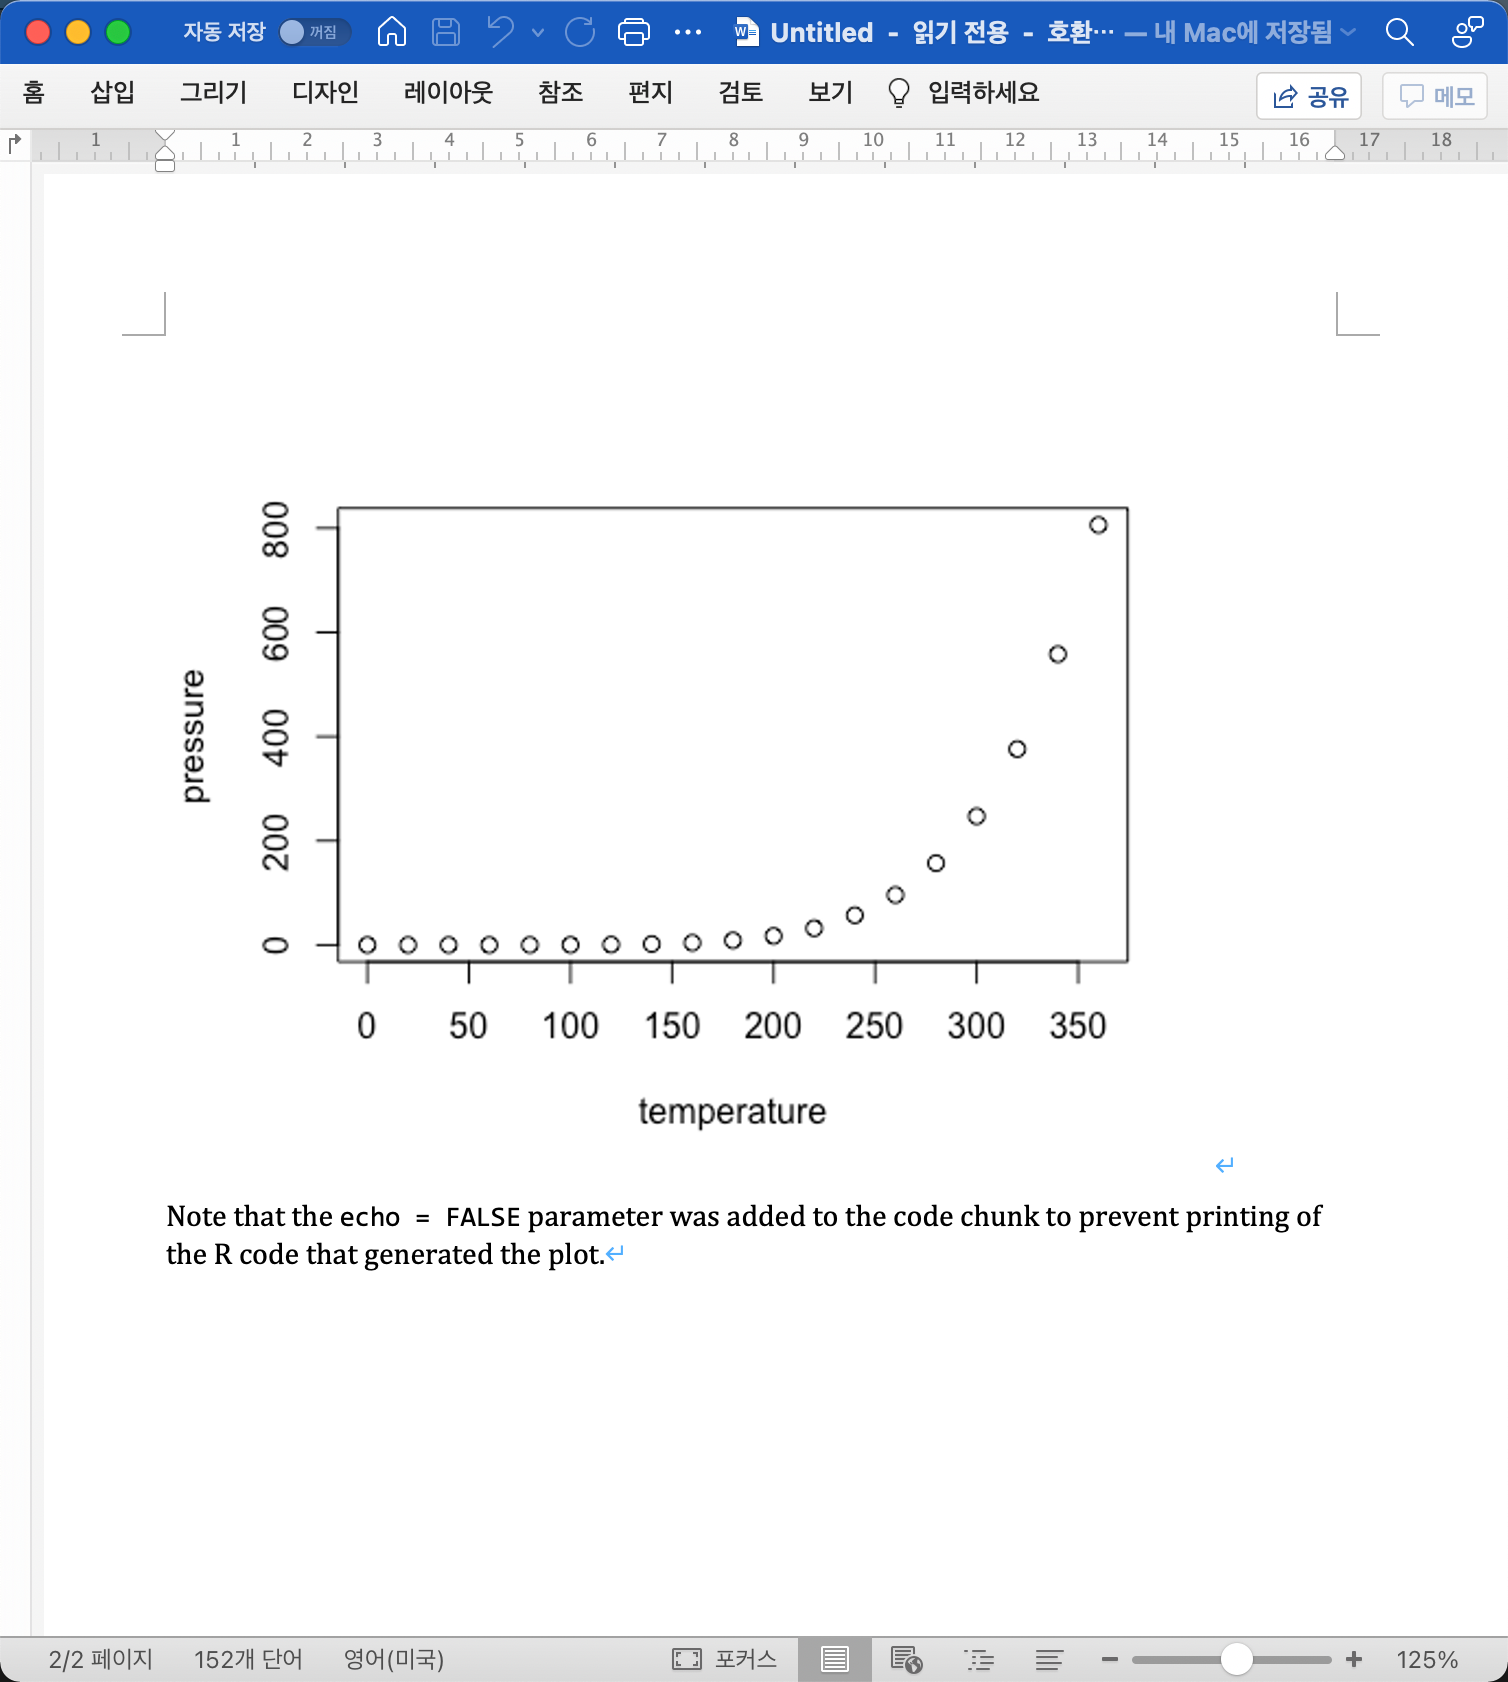 자동 저장 꺼짐 Untitled - 읽기 전용 - 호환··· — 내 Mac에 저장됨
홈 삽입 그리기 디자인 레이아웃 참조 편지 검토 보기 입력하세요 공유 메모
1 1 2 3 4 5 6 7 8 9 10 11 12 13 14 15 16 17 18
800
600
400
200
0
pressure
0 50 100 150 200 250 300 350
temperature
Note that the echo = FALSE parameter was added to the code chunk to prevent printing of
the R code that generated the plot.
2/2 페이지 152개 단어 영어(미국) 포커스 125%